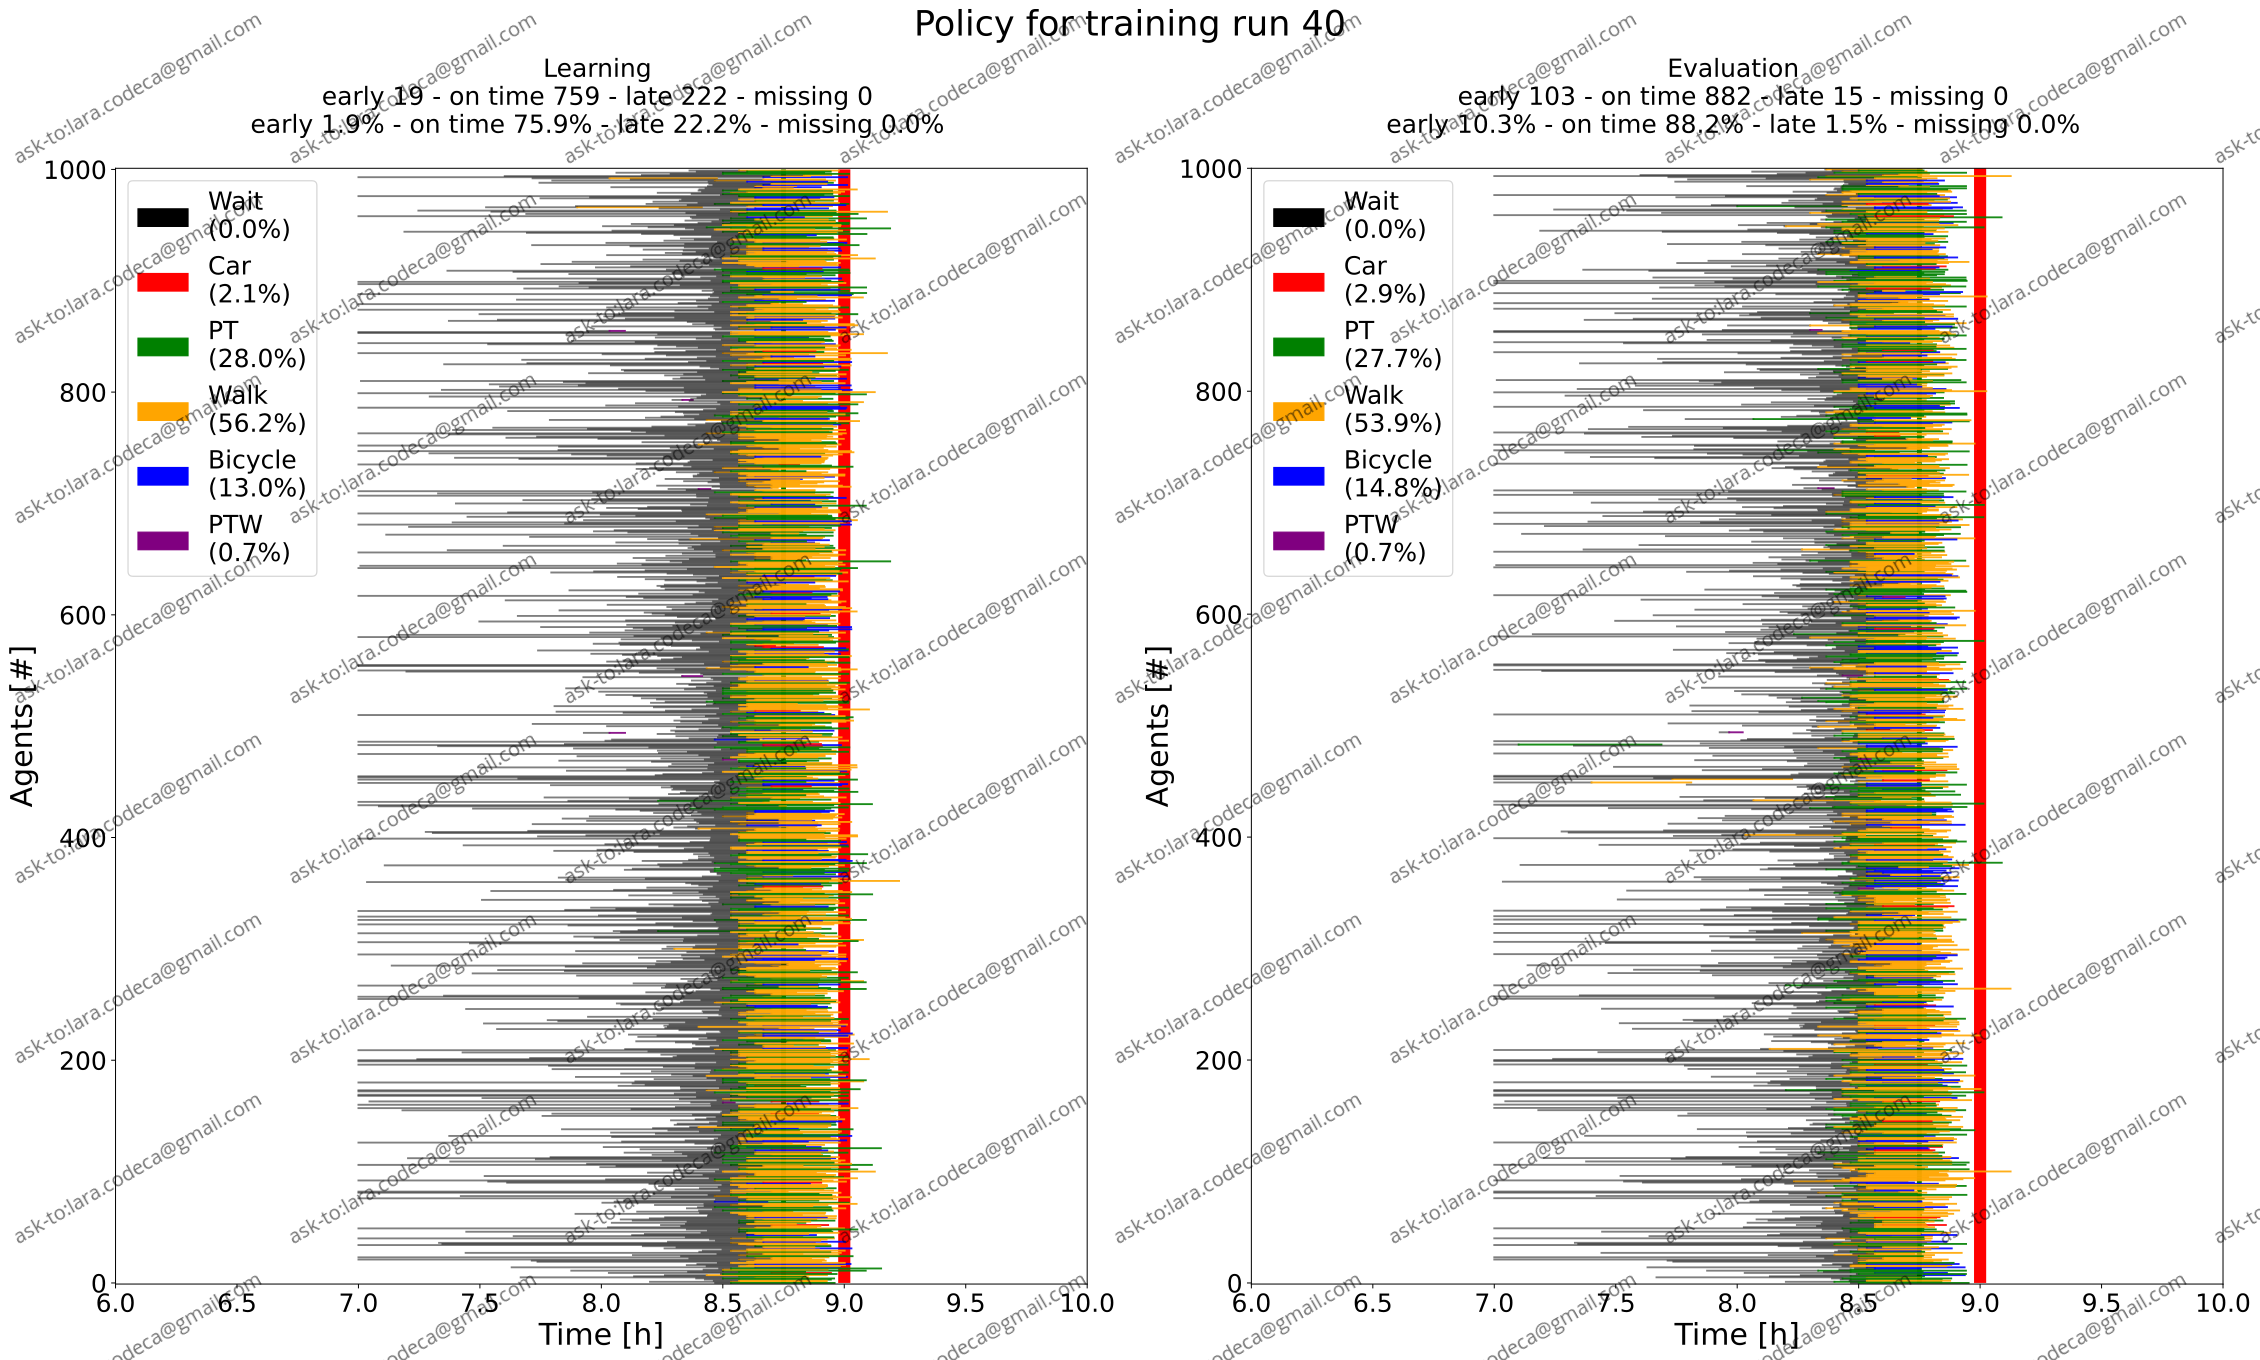 Policy for training run 40
Learning
early 19 - on time 759 - late 222 - missing 0
early 1.9% - on time 75.9% - late 22.2% - missing 0.0%
Wait
(0.0%)
Car
(2.1%)
PT
(28.0%)
Walk
(56.2%)
Bicycle
(13.0%)
PTW
(0.7%)
1000
800
600
400
200
0
Agents [#]
6.0 6.5 7.0 7.5 8.0 8.5 9.0 9.5 10.0
Time [h]
Evaluation
early 103 - on time 882 - late 15 - missing 0
early 10.3% - on time 88.2% - late 1.5% - missing 0.0%
Wait
(0.0%)
Car
(2.9%)
PT
(27.7%)
Walk
(53.9%)
Bicycle
(14.8%)
PTW
(0.7%)
1000
800
600
400
200
0
Agents [#]
6.0 6.5 7.0 7.5 8.0 8.5 9.0 9.5 10.0
Time [h]
ask-to:lara.codeca@gmail.com